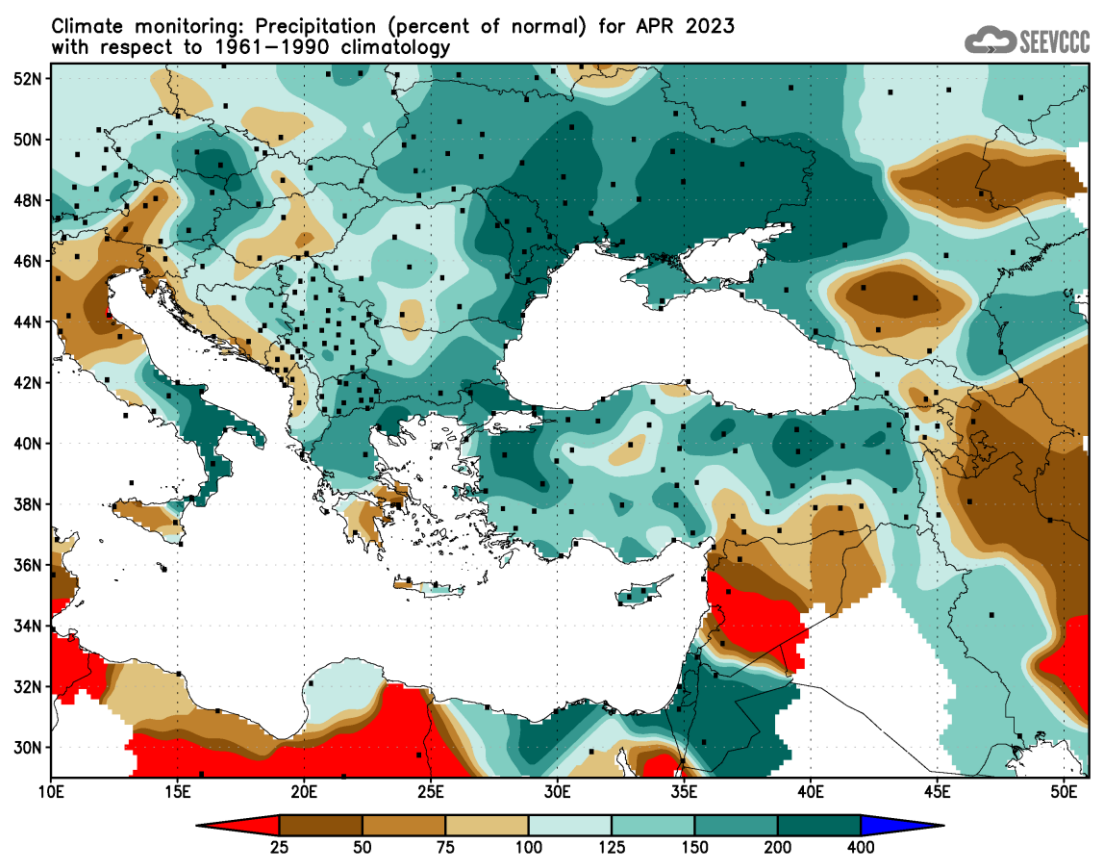 Climate monitoring: Precipitation (percent of normal) for APR 2023
with respect to 1961-1990 climatology
SEEVCCC
52N
50N
48N
46N
44N
42N
40N
38N
36N
34N
32N
30N
10E 15E 20E 25E 30E 35E 40E 45E 50E
25 50 75 100 125 150 200 400